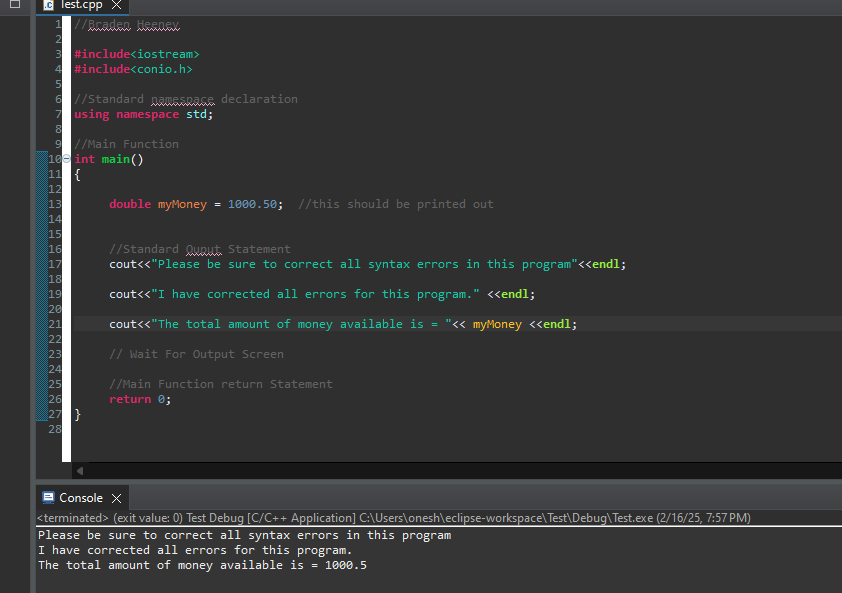 Test.cpp
1 //Braden Heeney
2
3 #include<iostream>
4 #include<conio.h>
5
6 //Standard namespace declaration
7 using namespace std;
8
9 //Main Function
10 int main()
11 {
12
13 double myMoney = 1000.50;  //this should be printed out
14
15
16 //Standard Ouput Statement
17 cout<<"Please be sure to correct all syntax errors in this program"<<endl;
18
19 cout<<"I have corrected all errors for this program." <<endl;
20
21 cout<<"The total amount of money available is = "<< myMoney <<endl;
22
23 // Wait For Output Screen
24
25 //Main Function return Statement
26 return 0;
27 }
28
Console
<terminated> (exit value: 0) Test Debug [C/C++ Application] C:\Users\onesh\eclipse-workspace\Test\Debug\Test.exe (2/16/25, 7:57 PM)
Please be sure to correct all syntax errors in this program
I have corrected all errors for this program.
The total amount of money available is = 1000.5